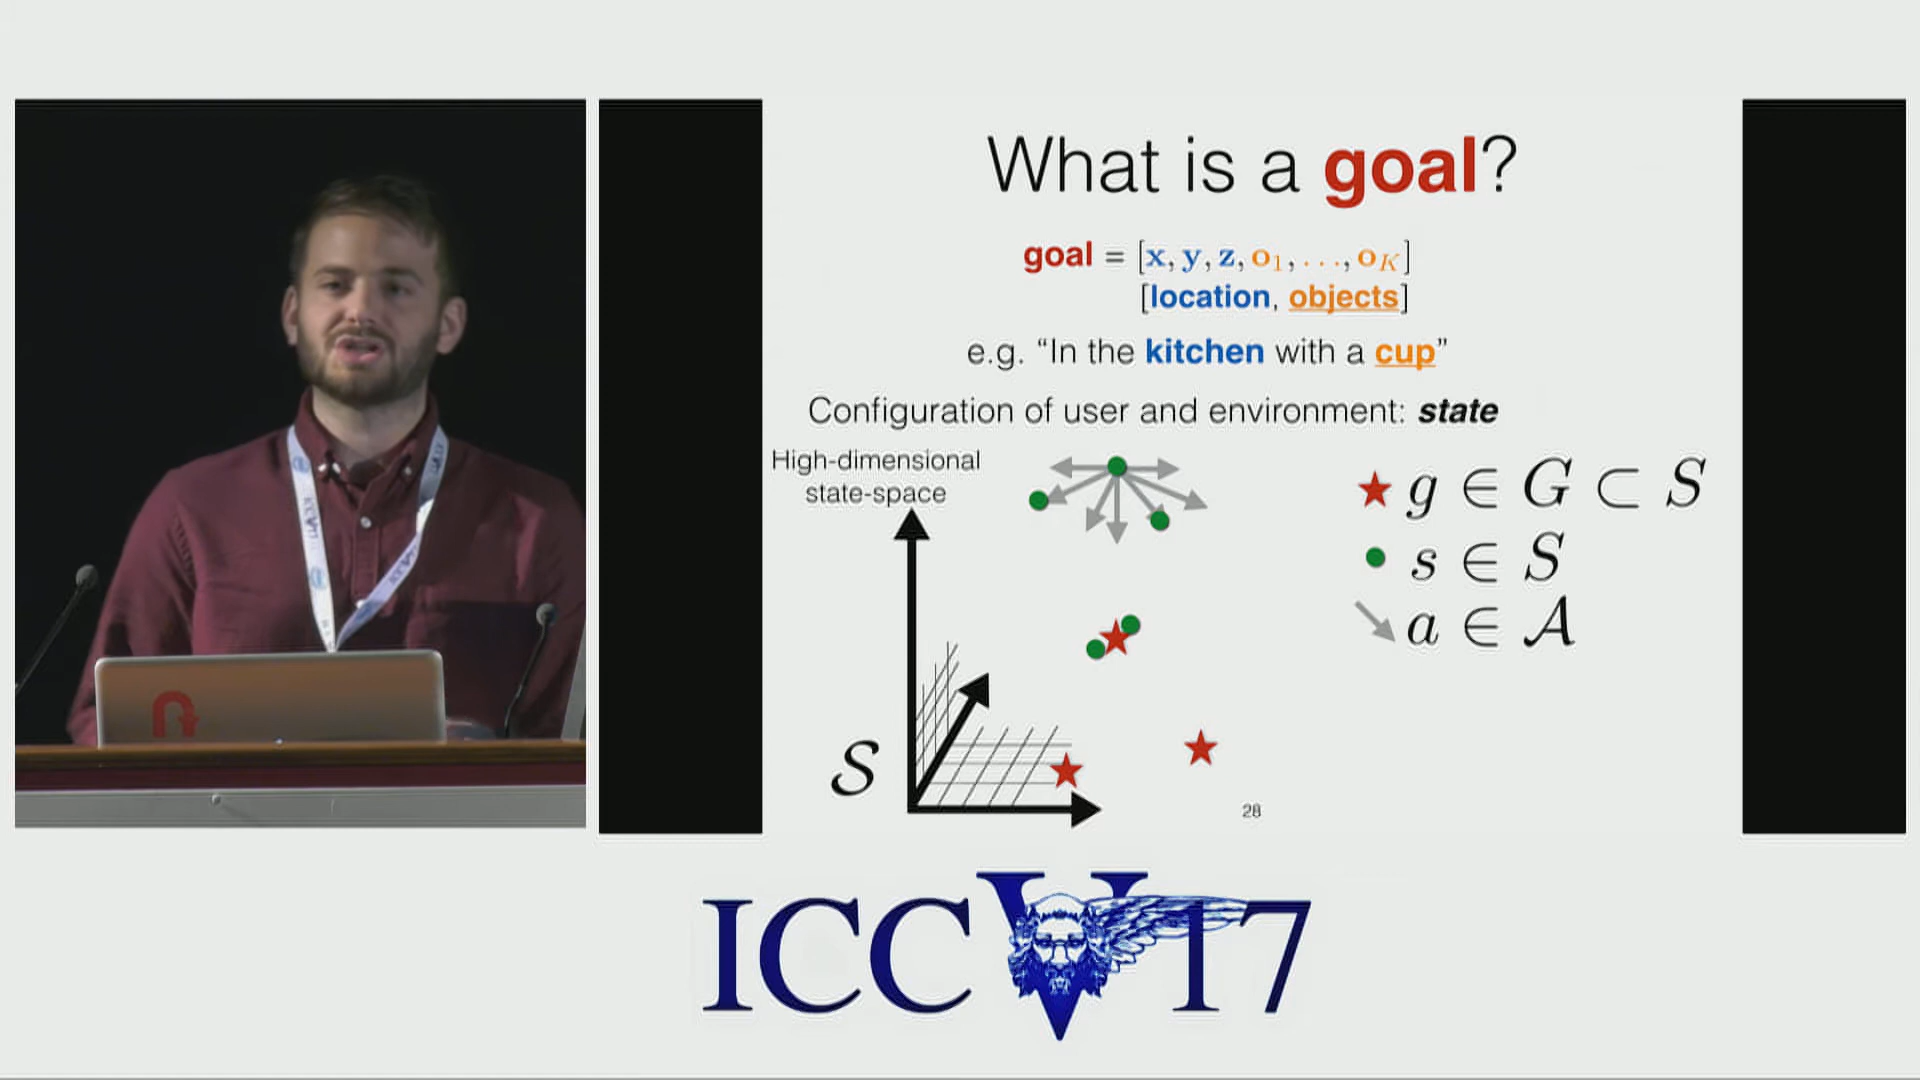 What is a goal?
goal = [x, y, z, o₁, . . . , o_K]
[location, objects]
e.g. “In the kitchen with a cup”
Configuration of user and environment: state
High-dimensional
state-space
g ∈ G ⊂ S
s ∈ S
a ∈ 𝒜
𝒮
28
ICCV17